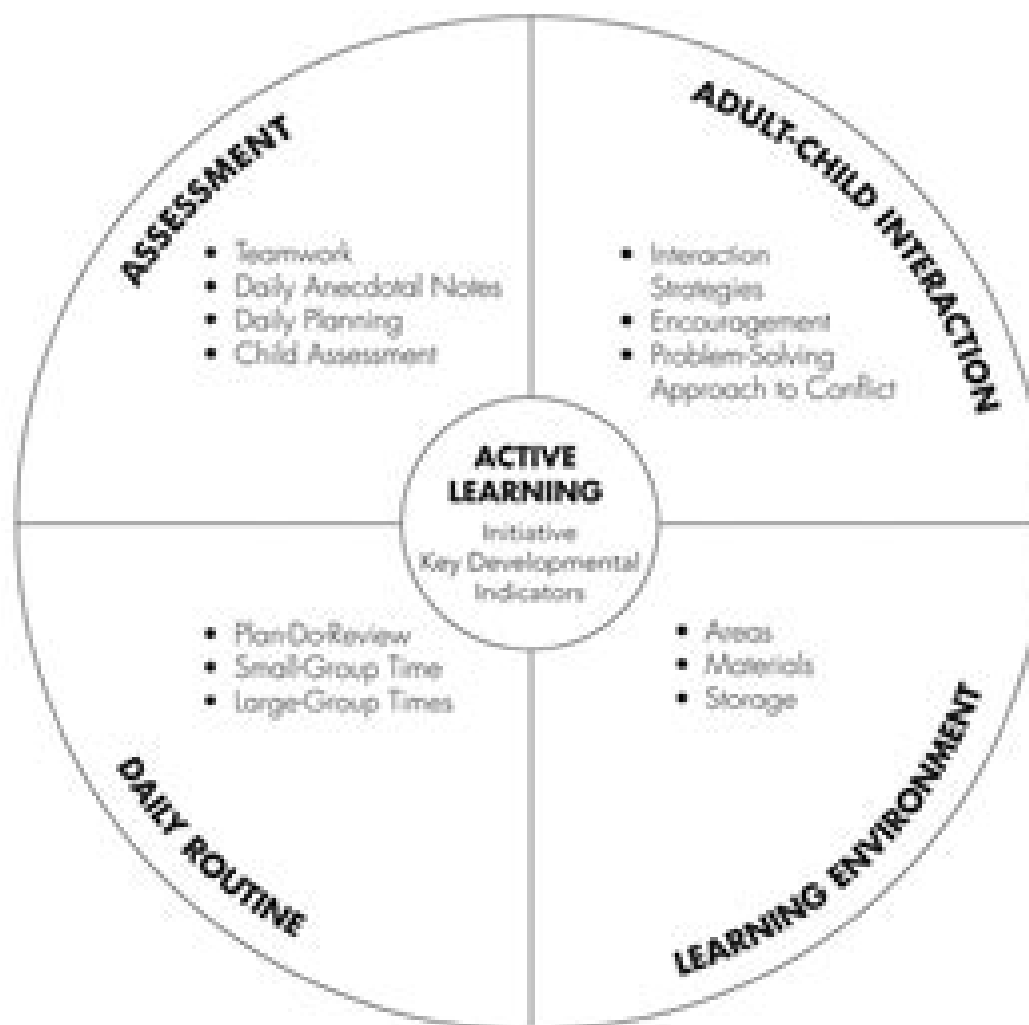 ASSESSMENT
• Teamwork
• Daily Anecdotal Notes
• Daily Planning
• Child Assessment
ADULT-CHILD INTERACTION
• Interaction
Strategies
• Encouragement
• Problem-Solving
Approach to Conflict
ACTIVE
LEARNING
Initiative
Key Developmental
Indicators
• Plan-Do-Review
• Small-Group Time
• Large-Group Times
DAILY ROUTINE
• Areas
• Materials
• Storage
LEARNING ENVIRONMENT